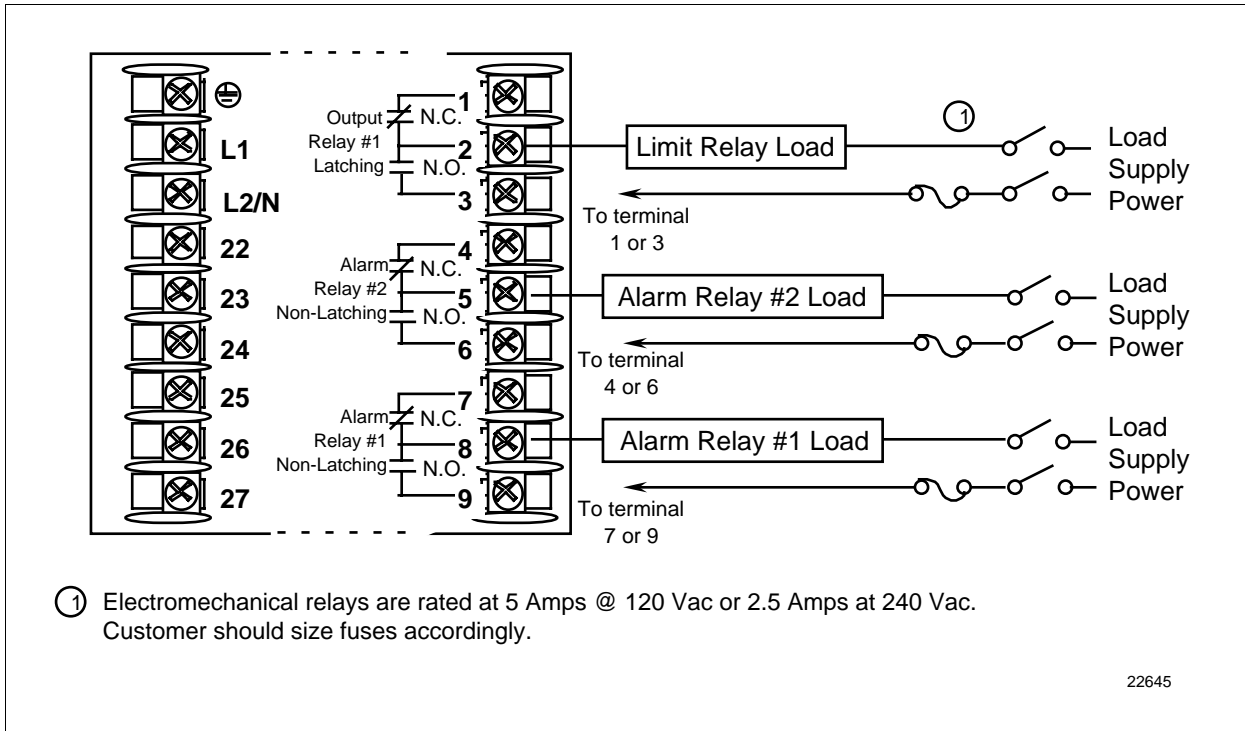 L1
L2/N
22
23
24
25
26
27
Output
Relay #1
Latching
N.C.
N.O.
1
2
3
Alarm
Relay #2
Non-Latching
N.C.
N.O.
4
5
6
Alarm
Relay #1
Non-Latching
N.C.
N.O.
7
8
9
Limit Relay Load
1
Load
Supply
Power
To terminal
1 or 3
Alarm Relay #2 Load
Load
Supply
Power
To terminal
4 or 6
Alarm Relay #1 Load
Load
Supply
Power
To terminal
7 or 9
1 Electromechanical relays are rated at 5 Amps @ 120 Vac or 2.5 Amps at 240 Vac.
Customer should size fuses accordingly.
22645